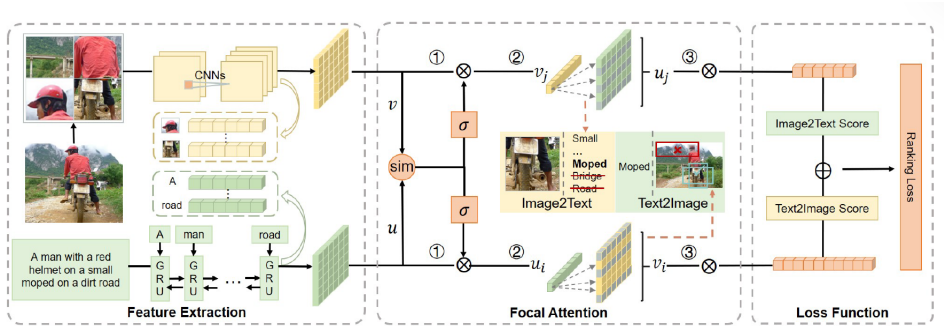 CNNs
A
road
A
man
road
G
R
U
G
R
U
...
G
R
U
A man with a red
helmet on a small
moped on a dirt road
Feature Extraction
①
②
③
v
u
sim
σ
σ
v_j
u_j
Small
...
Moped
Bridge
Road
Image2Text
Moped
Text2Image
①
②
③
u_i
v_i
Focal Attention
Image2Text Score
Text2Image Score
Ranking Loss
Loss Function